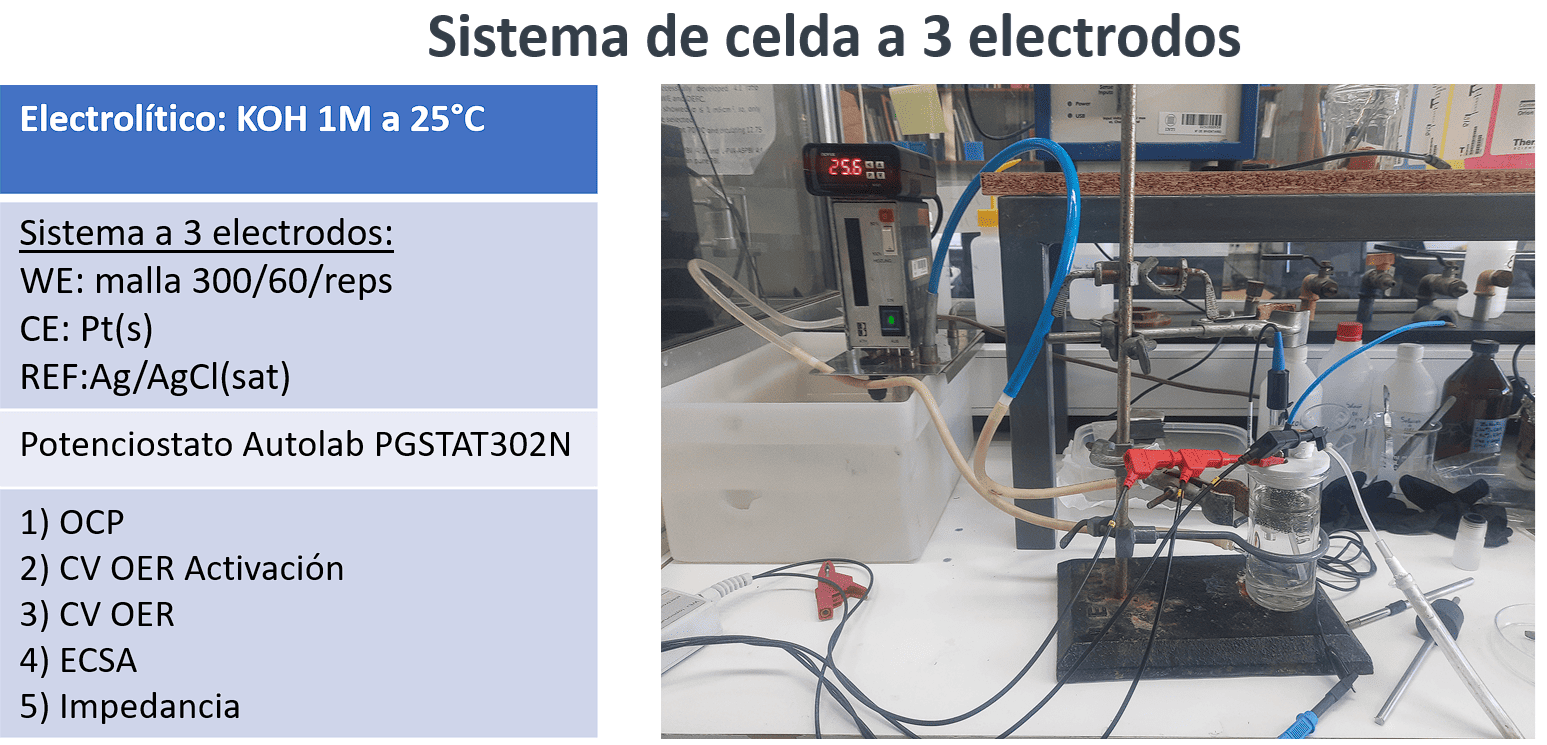 Sistema de celda a 3 electrodos
Electrolítico: KOH 1M a 25°C
Sistema a 3 electrodos:
WE: malla 300/60/reps
CE: Pt(s)
REF:Ag/AgCl(sat)
Potenciostato Autolab PGSTAT302N
1) OCP
2) CV OER Activación
3) CV OER
4) ECSA
5) Impedancia
25.6
Power
USB